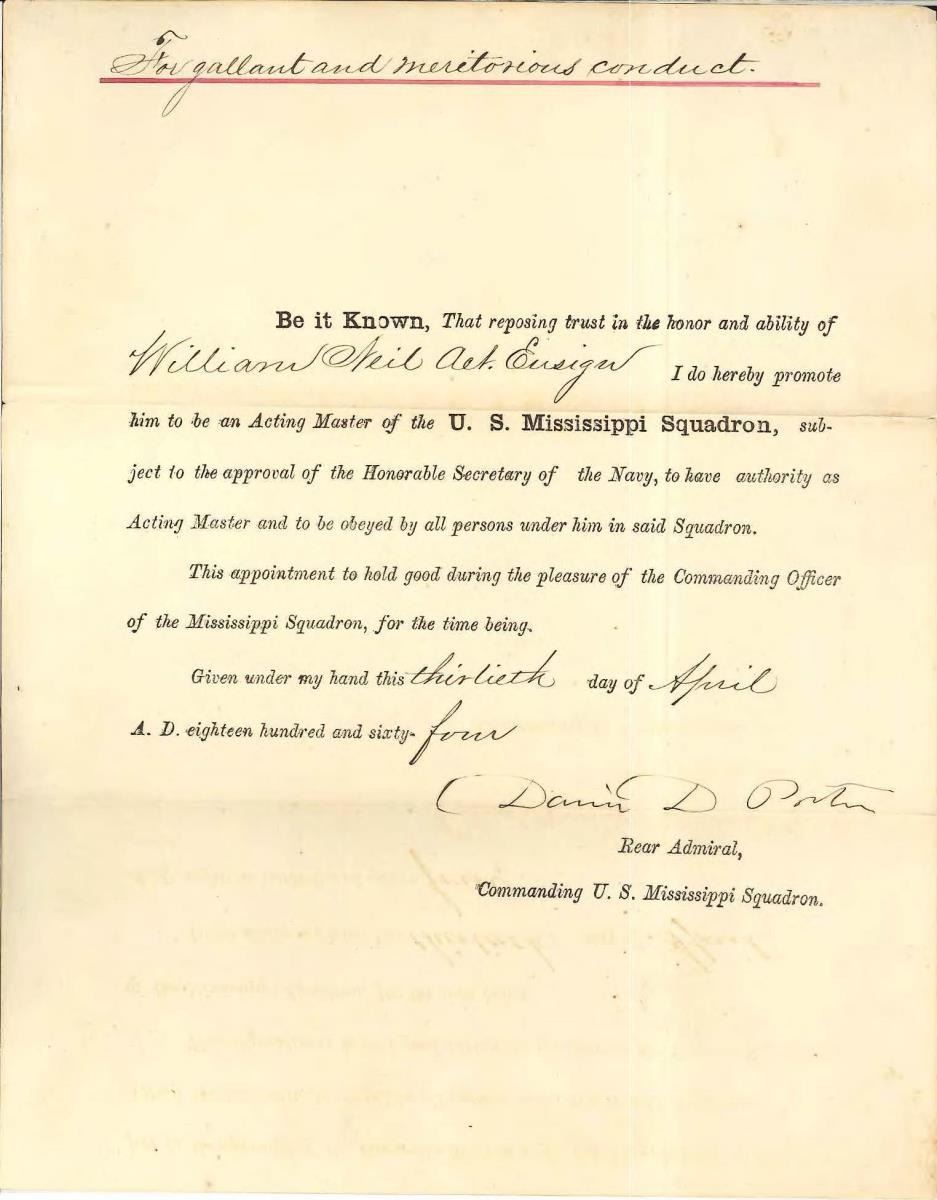 For gallant and meritorious conduct.
Be it Known, That reposing trust in the honor and ability of
William Neil Act. Ensign I do hereby promote
him to be an Acting Master of the U. S. Mississippi Squadron, sub-
ject to the approval of the Honorable Secretary of the Navy, to have authority as
Acting Master and to be obeyed by all persons under him in said Squadron.
This appointment to hold good during the pleasure of the Commanding Officer
of the Mississippi Squadron, for the time being.
Given under my hand this thirtieth day of April
A. D. eighteen hundred and sixty- four
David D Porter
Rear Admiral,
Commanding U. S. Mississippi Squadron.